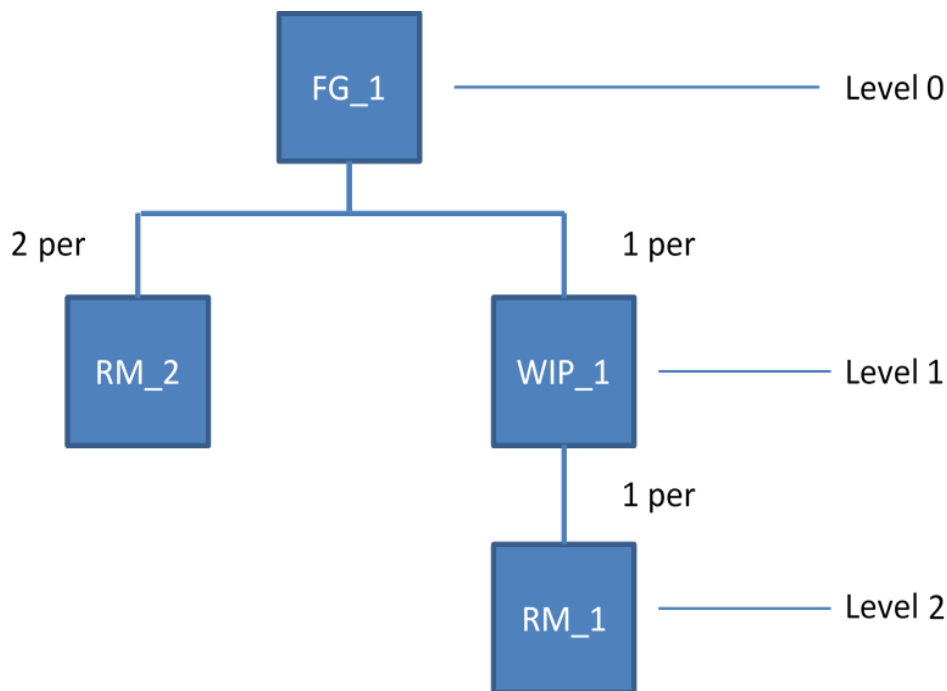 FG_1
Level 0
2 per
1 per
RM_2
WIP_1
Level 1
1 per
RM_1
Level 2